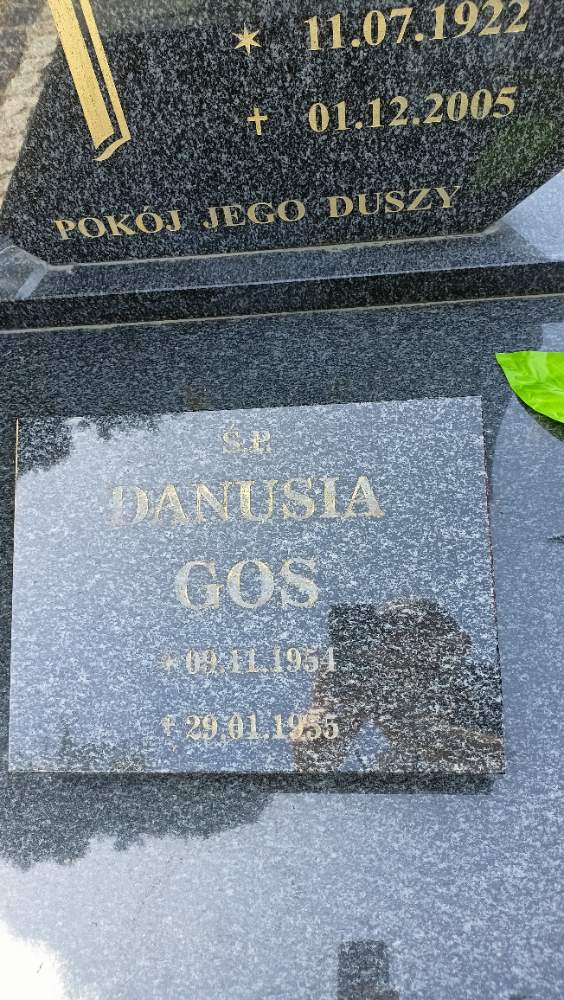 * 11.07.1922
✝ 01.12.2005
POKÓJ JEGO DUSZY
Ś.P.
DANUSIA
GOS
* 09.11.1954
✝ 29.01.1955